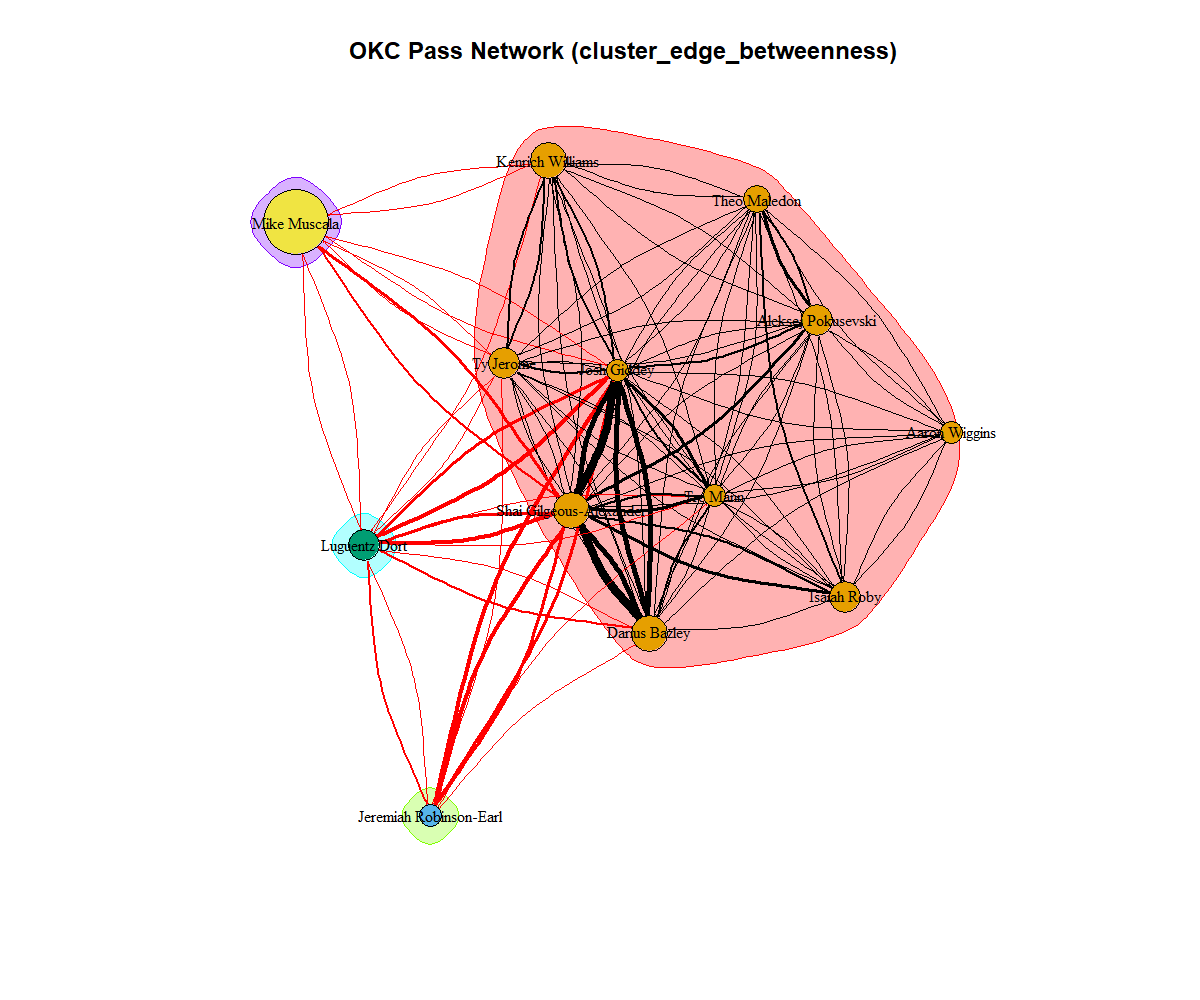 OKC Pass Network (cluster_edge_betweenness)
Kenrich Williams
Theo Maledon
Mike Muscala
Aleksej Pokusevski
Ty Jerome
Josh Giddey
Aaron Wiggins
Tre Mann
Shai Gilgeous-Alexander
Luguentz Dort
Isaiah Roby
Darius Bazley
Jeremiah Robinson-Earl